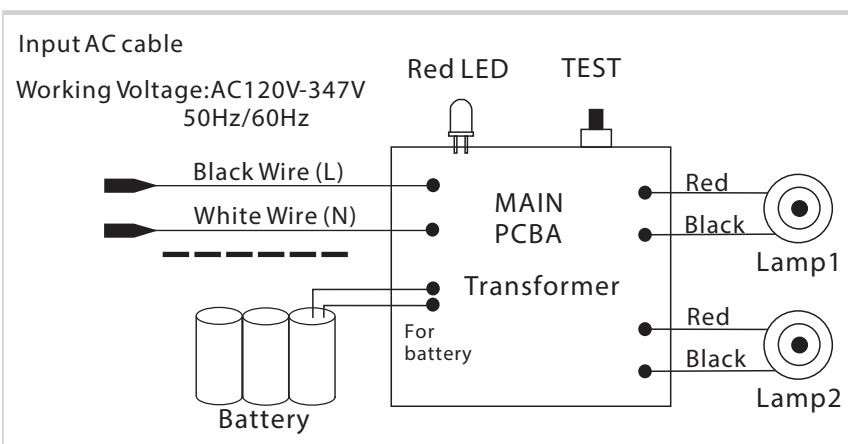 Input AC cable
Working Voltage:AC120V-347V
50Hz/60Hz
Red LED
TEST
Black Wire (L)
White Wire (N)
MAIN
PCBA
Transformer
Red
Black
Lamp1
For
battery
Red
Black
Lamp2
Battery